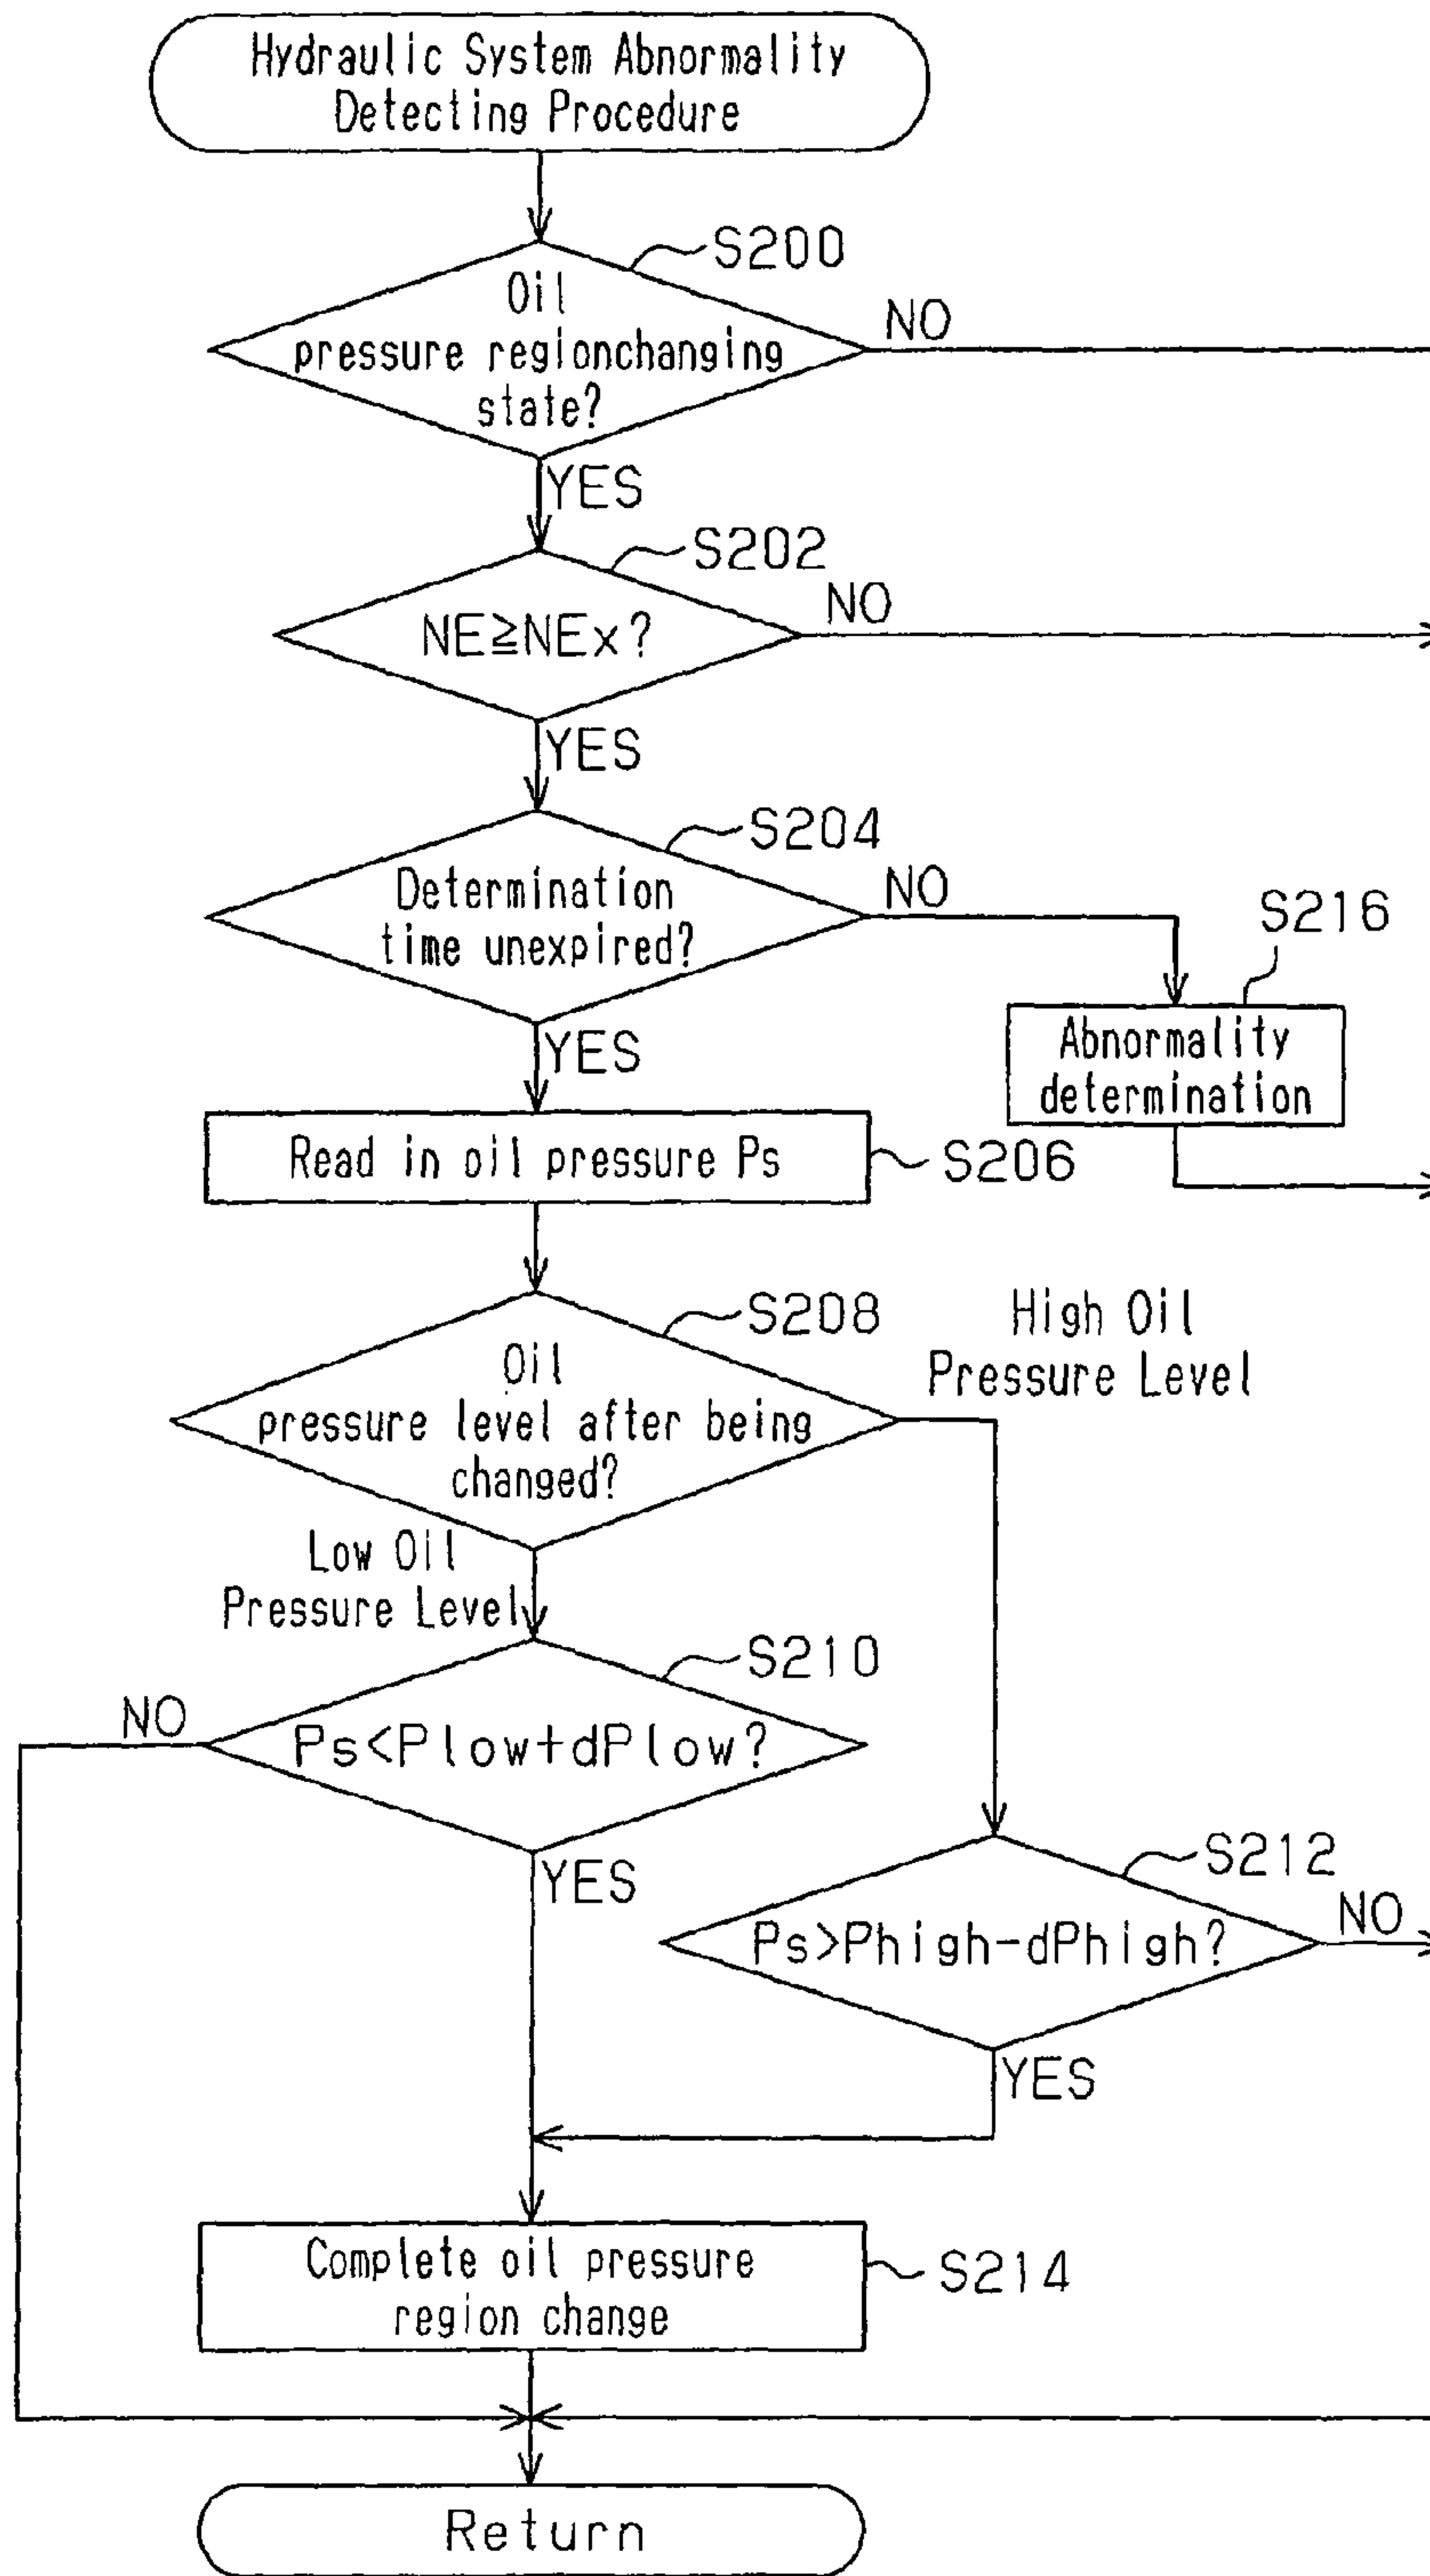 Hydraulic System Abnormality
Detecting Procedure
S200
Oil
pressure regionchanging
state?
NO
YES
S202
NE≧NEx?
NO
YES
S204
Determination
time unexpired?
NO
S216
Abnormality
determination
YES
Read in oil pressure Ps
S206
S208
High Oil
Pressure Level
Oil
pressure level after being
changed?
Low Oil
Pressure Level
S210
NO
Ps<Plow+dPlow?
YES
S212
Ps>Phigh-dPhigh?
NO
YES
Complete oil pressure
region change
S214
Return